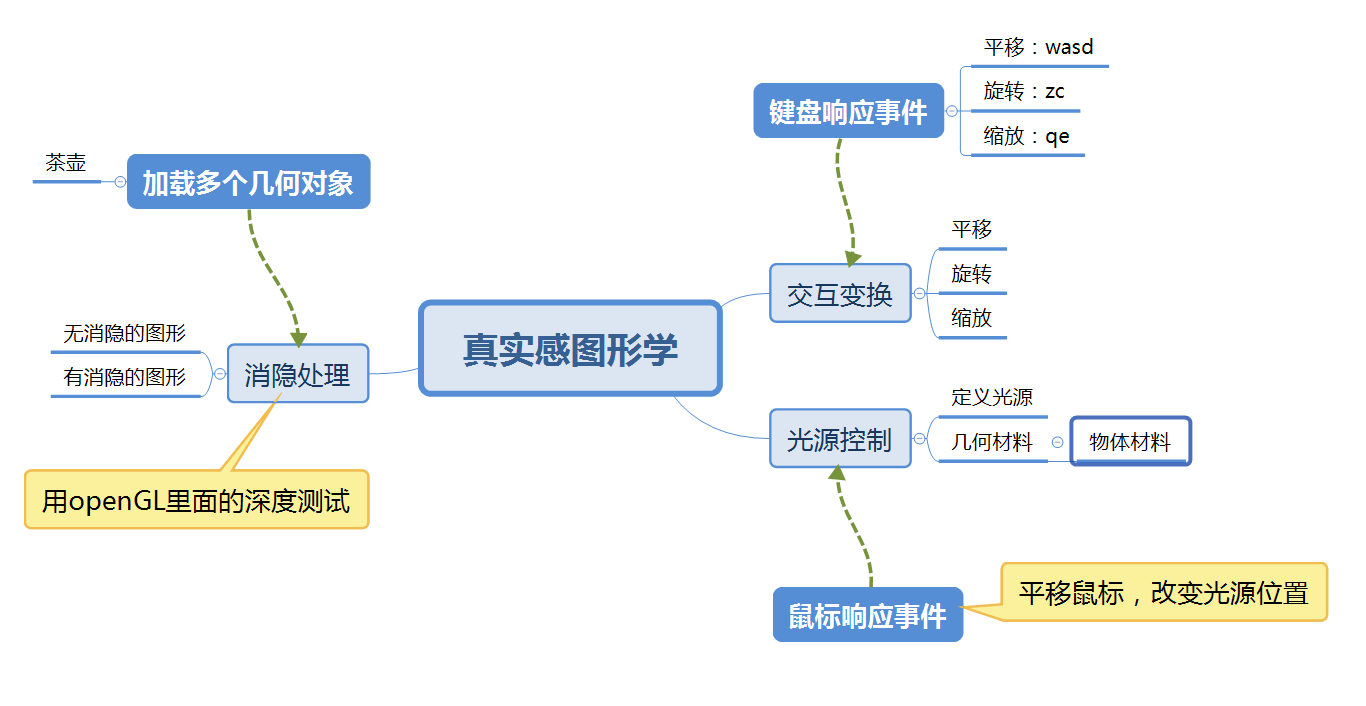 平移：wasd
键盘响应事件
旋转：zc
缩放：qe
茶壶
加载多个几何对象
平移
交互变换
旋转
缩放
真实感图形学
无消隐的图形
有消隐的图形
消隐处理
定义光源
光源控制
几何材料
物体材料
用openGL里面的深度测试
平移鼠标，改变光源位置
鼠标响应事件